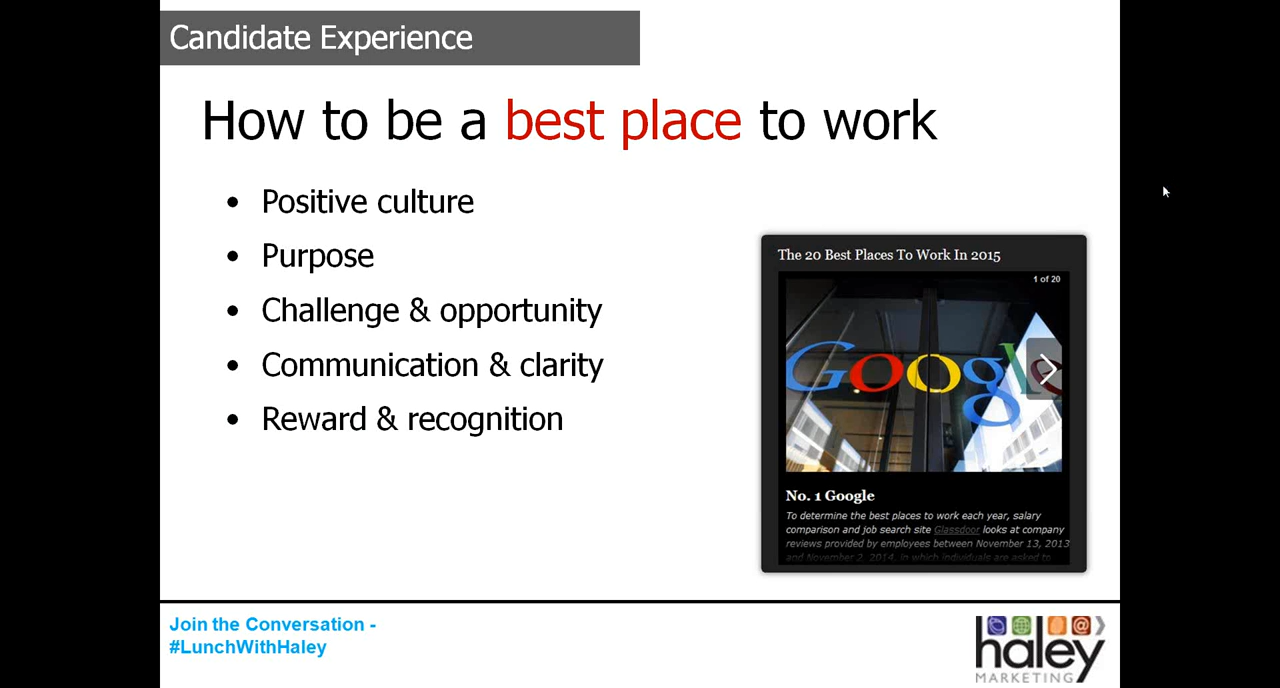 Candidate Experience
How to be a best place to work
• Positive culture
• Purpose
• Challenge & opportunity
• Communication & clarity
• Reward & recognition
The 20 Best Places To Work In 2015
1 of 20
Google
No. 1 Google
To determine the best places to work each year, salary
comparison and job search site Glassdoor looks at company
reviews provided by employees between November 13, 2013
and November 2, 2014, in which individuals are asked to
Join the Conversation -
#LunchWithHaley
@
haley
MARKETING